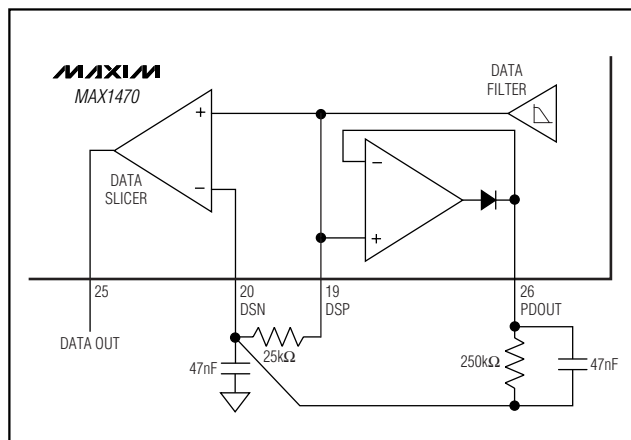 MAXIM
MAX1470
DATA
FILTER
+
−
DATA
SLICER
−
+
25
20
DSN
19
DSP
26
PDOUT
DATA OUT
47nF
25kΩ
250kΩ
47nF